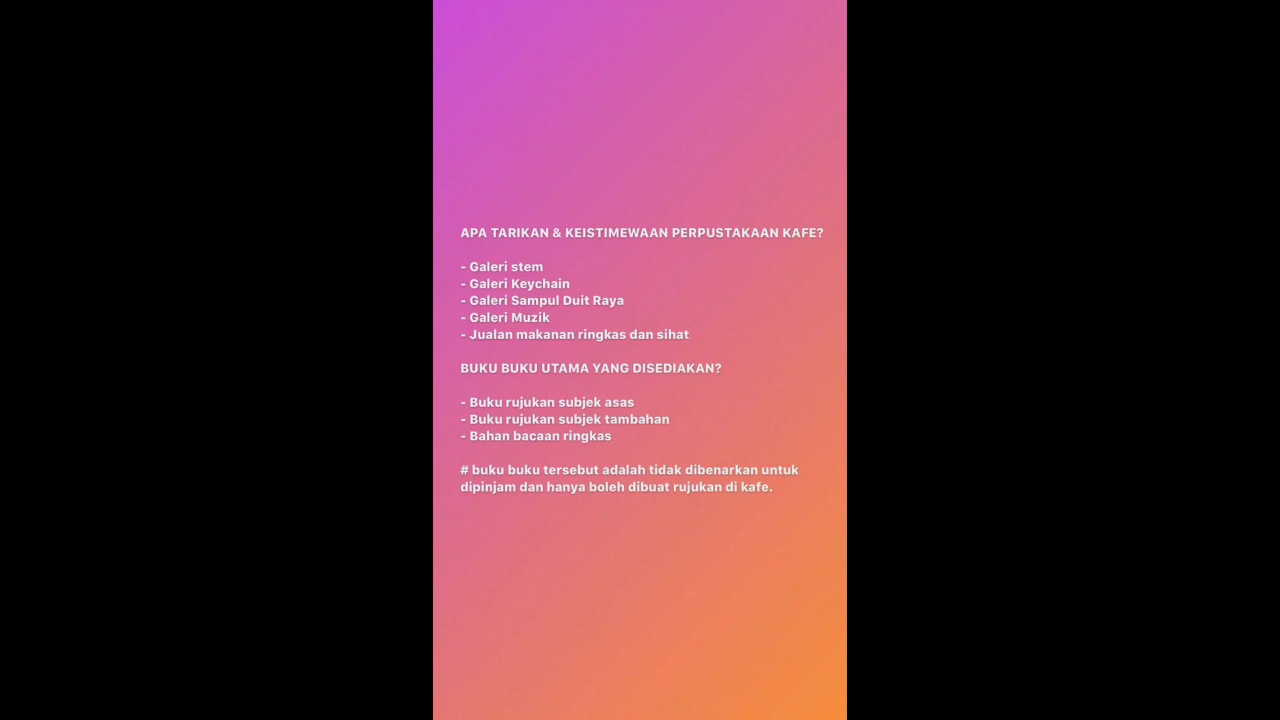 APA TARIKAN & KEISTIMEWAAN PERPUSTAKAAN KAFE?
- Galeri stem
- Galeri Keychain
- Galeri Sampul Duit Raya
- Galeri Muzik
- Jualan makanan ringkas dan sihat
BUKU BUKU UTAMA YANG DISEDIAKAN?
- Buku rujukan subjek asas
- Buku rujukan subjek tambahan
- Bahan bacaan ringkas
# buku buku tersebut adalah tidak dibenarkan untuk
dipinjam dan hanya boleh dibuat rujukan di kafe.